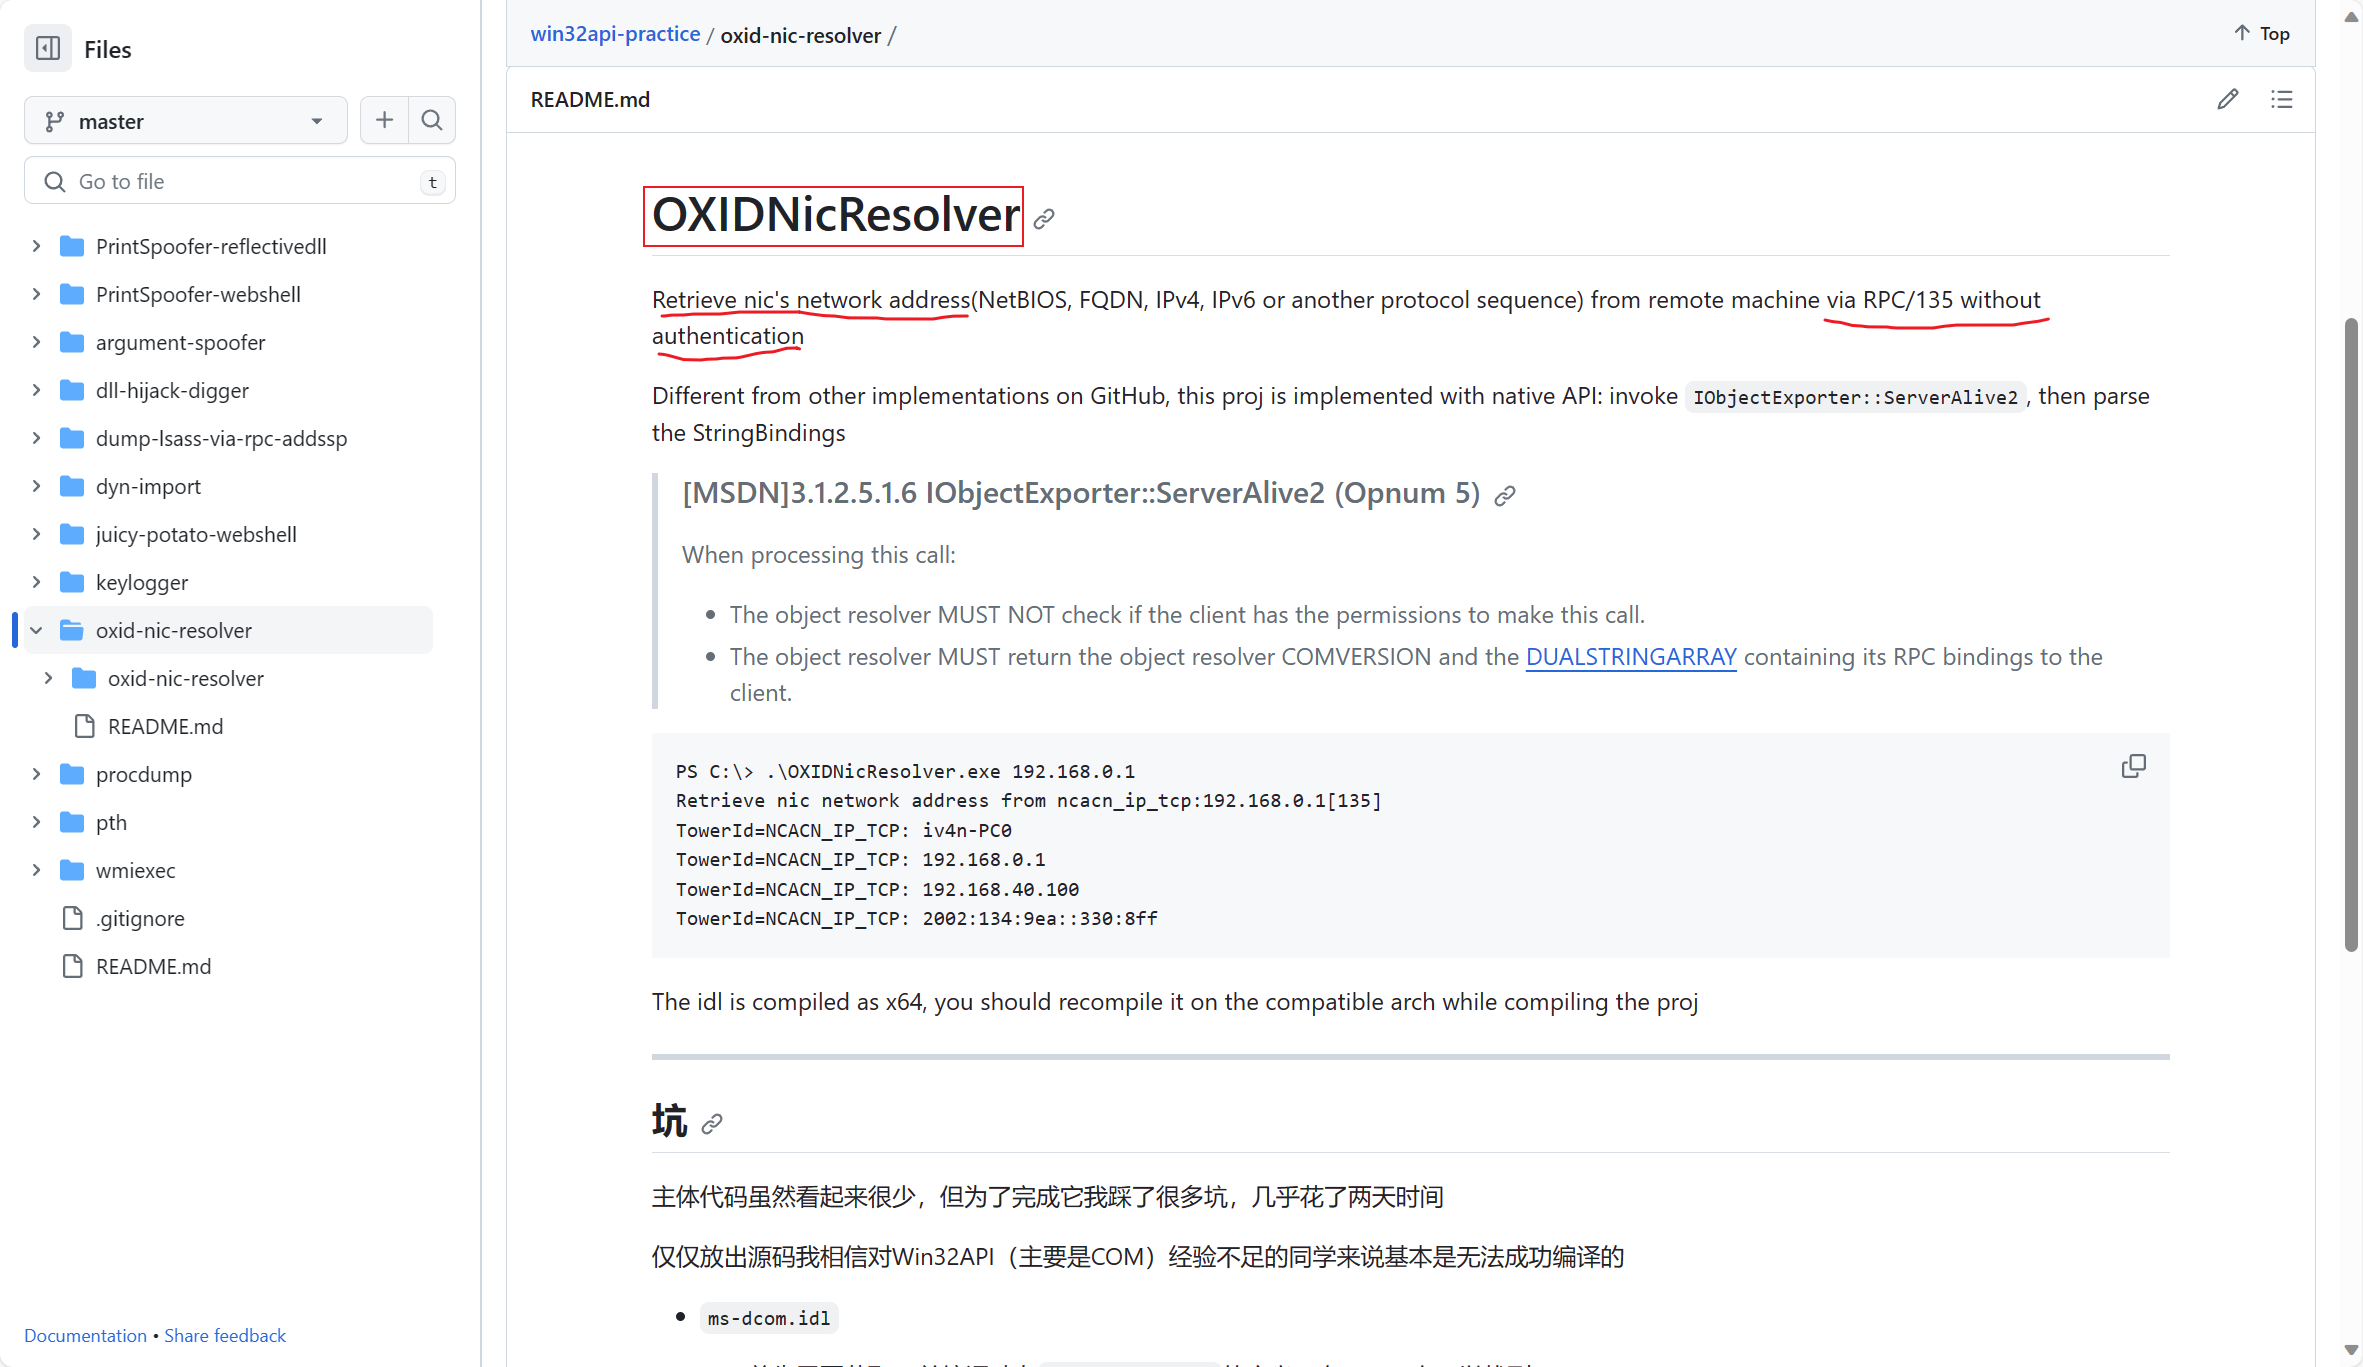 Files
master
Go to file
t
PrintSpoofer-reflectivedll
PrintSpoofer-webshell
argument-spoofer
dll-hijack-digger
dump-lsass-via-rpc-addssp
dyn-import
juicy-potato-webshell
keylogger
oxid-nic-resolver
oxid-nic-resolver
README.md
procdump
pth
wmiexec
.gitignore
README.md
Documentation • Share feedback
win32api-practice / oxid-nic-resolver /
Top
README.md
OXIDNicResolver
Retrieve nic's network address(NetBIOS, FQDN, IPv4, IPv6 or another protocol sequence) from remote machine via RPC/135 without
authentication
Different from other implementations on GitHub, this proj is implemented with native API: invoke IObjectExporter::ServerAlive2, then parse
the StringBindings
[MSDN]3.1.2.5.1.6 IObjectExporter::ServerAlive2 (Opnum 5)
When processing this call:
• The object resolver MUST NOT check if the client has the permissions to make this call.
• The object resolver MUST return the object resolver COMVERSION and the DUALSTRINGARRAY containing its RPC bindings to the
client.
PS C:\> .\OXIDNicResolver.exe 192.168.0.1
Retrieve nic network address from ncacn_ip_tcp:192.168.0.1[135]
TowerId=NCACN_IP_TCP: iv4n-PC0
TowerId=NCACN_IP_TCP: 192.168.0.1
TowerId=NCACN_IP_TCP: 192.168.40.100
TowerId=NCACN_IP_TCP: 2002:134:9ea::330:8ff
The idl is compiled as x64, you should recompile it on the compatible arch while compiling the proj
坑
主体代码虽然看起来很少，但为了完成它我踩了很多坑，几乎花了两天时间
仅仅放出源码我相信对Win32API（主要是COM）经验不足的同学来说基本是无法成功编译的
• ms-dcom.idl